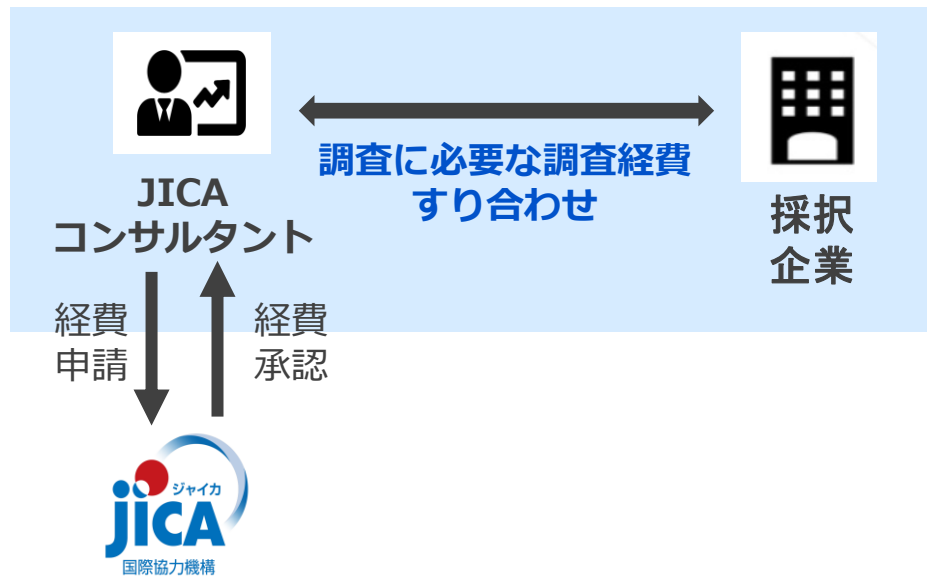 調査に必要な調査経費
すり合わせ
JICA
コンサルタント
採択
企業
経費
申請
経費
承認
ジャイカ
jICA
国際協力機構